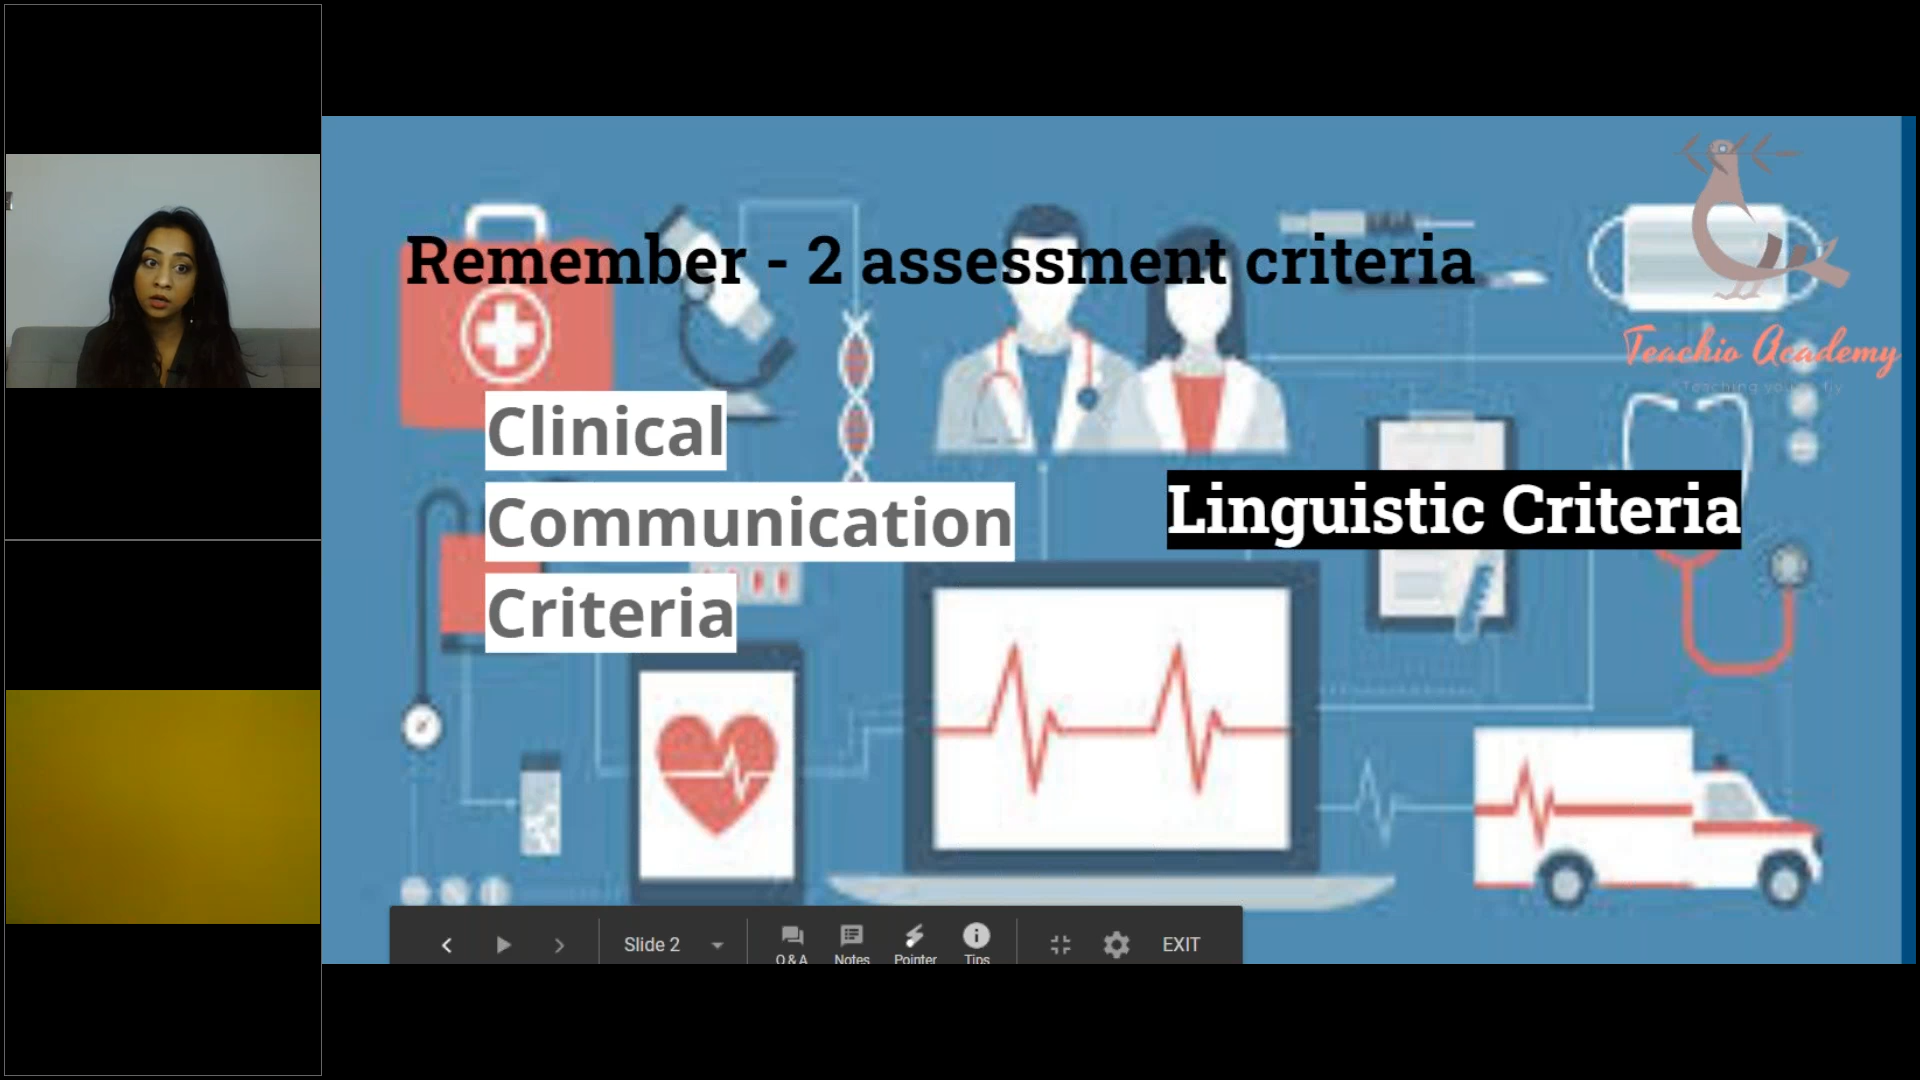 Remember - 2 assessment criteria
Teachio Academy
Clinical
Communication
Criteria
Linguistic Criteria
Slide 2
Q & A
Notes
Pointer
Tips
EXIT